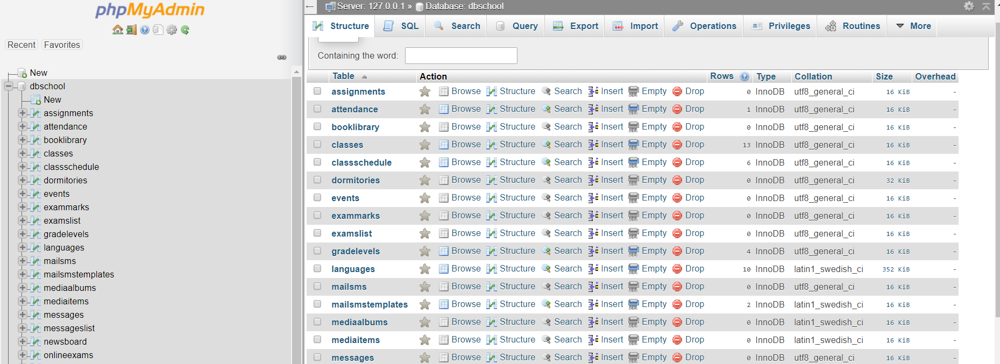 phpMyAdmin
Recent Favorites
New
dbschool
New
assignments
attendance
booklibrary
classes
classschedule
dormitories
events
exammarks
examslist
gradelevels
languages
mailsms
mailsmstemplates
mediaalbums
mediaitems
messages
messageslist
newsboard
onlineexams
Server: 127.0.0.1 » Database: dbschool
Structure SQL Search Query Export Import Operations Privileges Routines More
Containing the word:
Table Action Rows Type Collation Size Overhead
assignments Browse Structure Search Insert Empty Drop 0 InnoDB utf8_general_ci 16 KiB -
attendance Browse Structure Search Insert Empty Drop 1 InnoDB utf8_general_ci 16 KiB -
booklibrary Browse Structure Search Insert Empty Drop 0 InnoDB utf8_general_ci 16 KiB -
classes Browse Structure Search Insert Empty Drop 13 InnoDB utf8_general_ci 16 KiB -
classschedule Browse Structure Search Insert Empty Drop 6 InnoDB utf8_general_ci 16 KiB -
dormitories Browse Structure Search Insert Empty Drop 0 InnoDB utf8_general_ci 32 KiB -
events Browse Structure Search Insert Empty Drop 0 InnoDB utf8_general_ci 16 KiB -
exammarks Browse Structure Search Insert Empty Drop 0 InnoDB utf8_general_ci 16 KiB -
examslist Browse Structure Search Insert Empty Drop 0 InnoDB utf8_general_ci 16 KiB -
gradelevels Browse Structure Search Insert Empty Drop 4 InnoDB utf8_general_ci 16 KiB -
languages Browse Structure Search Insert Empty Drop 10 InnoDB latin1_swedish_ci 352 KiB -
mailsms Browse Structure Search Insert Empty Drop 0 InnoDB utf8_general_ci 16 KiB -
mailsmstemplates Browse Structure Search Insert Empty Drop 2 InnoDB latin1_swedish_ci 16 KiB -
mediaalbums Browse Structure Search Insert Empty Drop 0 InnoDB latin1_swedish_ci 16 KiB -
mediaitems Browse Structure Search Insert Empty Drop 0 InnoDB latin1_swedish_ci 16 KiB -
messages Browse Structure Search Insert Empty Drop 0 InnoDB utf8_general_ci 16 KiB -